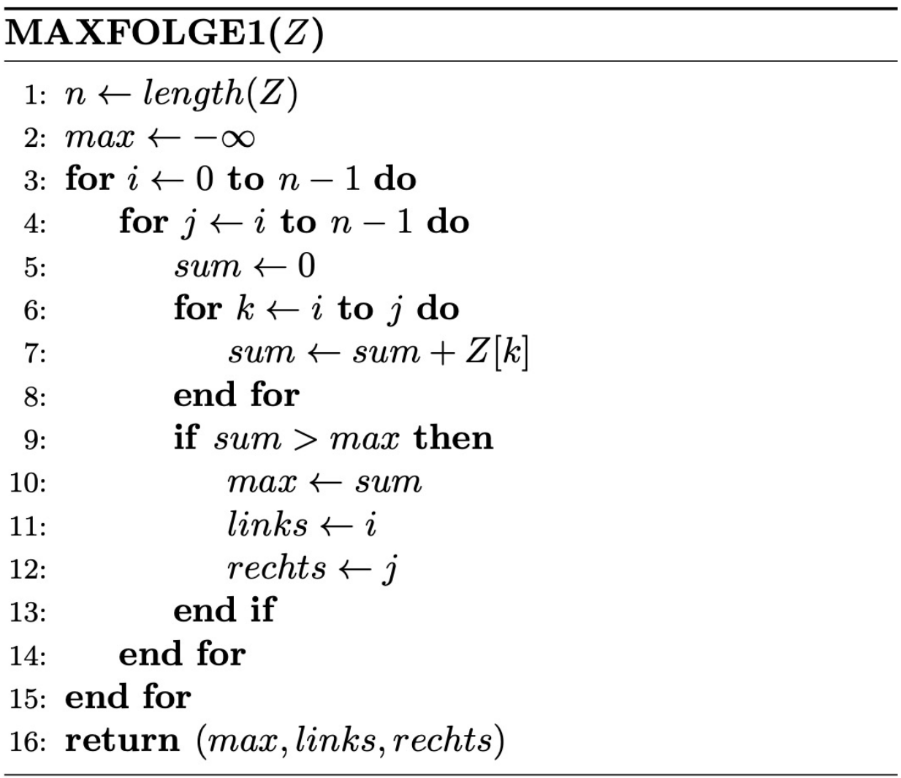 MAXFOLGE1(Z)
1: n ← length(Z)
2: max ← −∞
3: for i ← 0 to n − 1 do
4: for j ← i to n − 1 do
5: sum ← 0
6: for k ← i to j do
7: sum ← sum + Z[k]
8: end for
9: if sum > max then
10: max ← sum
11: links ← i
12: rechts ← j
13: end if
14: end for
15: end for
16: return (max, links, rechts)